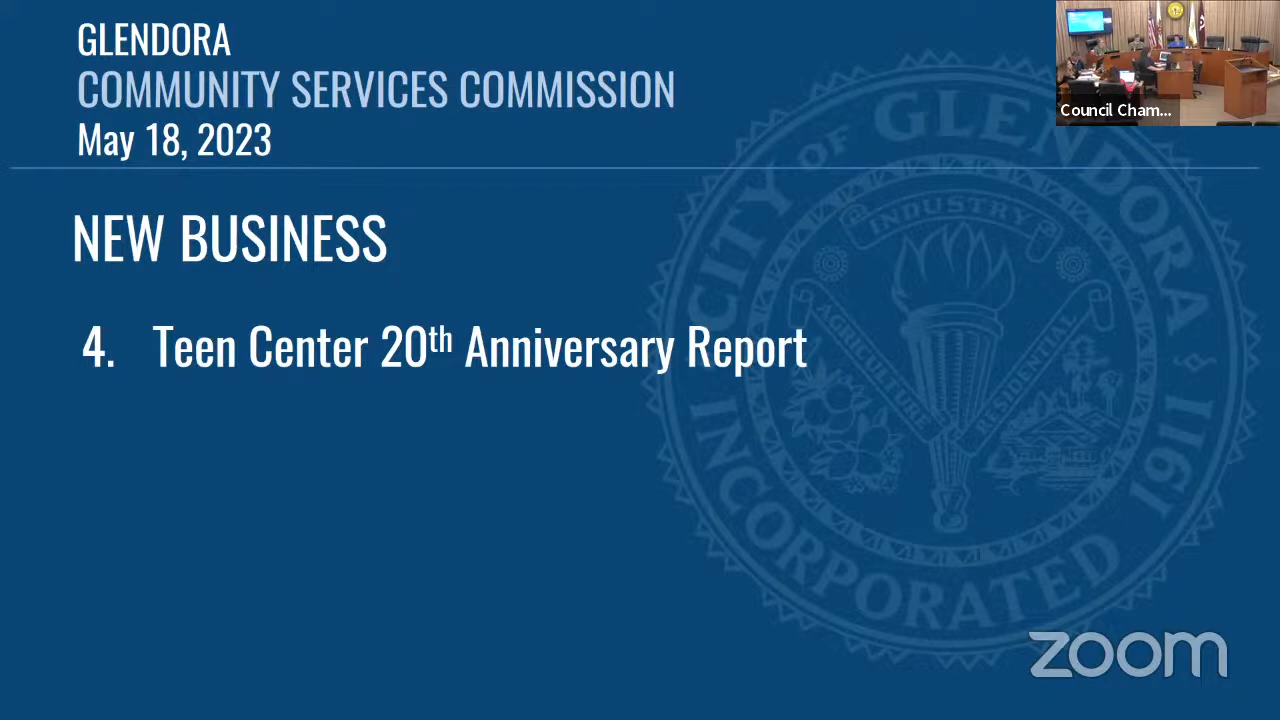 GLENDORA
COMMUNITY SERVICES COMMISSION
May 18, 2023
Council Cham...
NEW BUSINESS
4. Teen Center 20th Anniversary Report
CITY OF GLENDORA
INCORPORATED 1911
INDUSTRY
AGRICULTURE
RESIDENTIAL
zoom